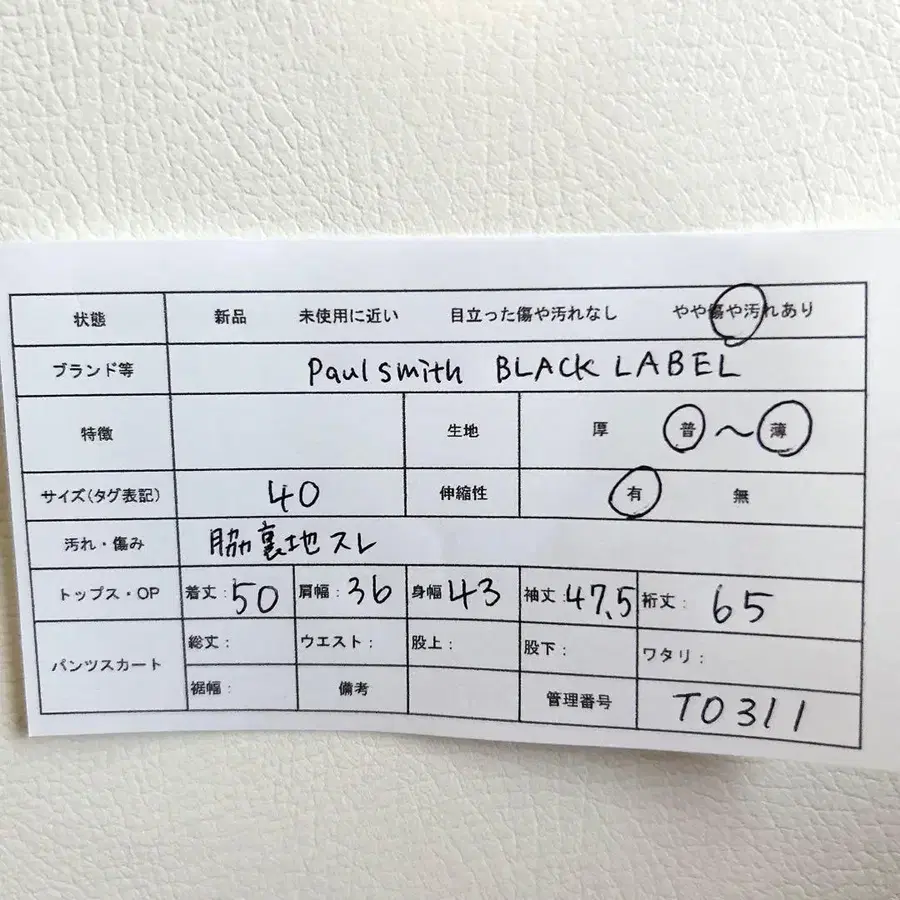 状態 新品 未使用に近い 目立った傷や汚れなし やや傷や汚れあり
ブランド等 Paul smith BLACK LABEL
特徴 生地 厚 普 〜 薄
サイズ(タグ表記) 40 伸縮性 有 無
汚れ・傷み 脇裏地スレ
トップス・OP 着丈:50 肩幅:36 身幅43 袖丈:47.5 裄丈:65
パンツスカート 総丈: ウエスト: 股上: 股下: ワタリ:
裾幅: 備考 管理番号 T0311